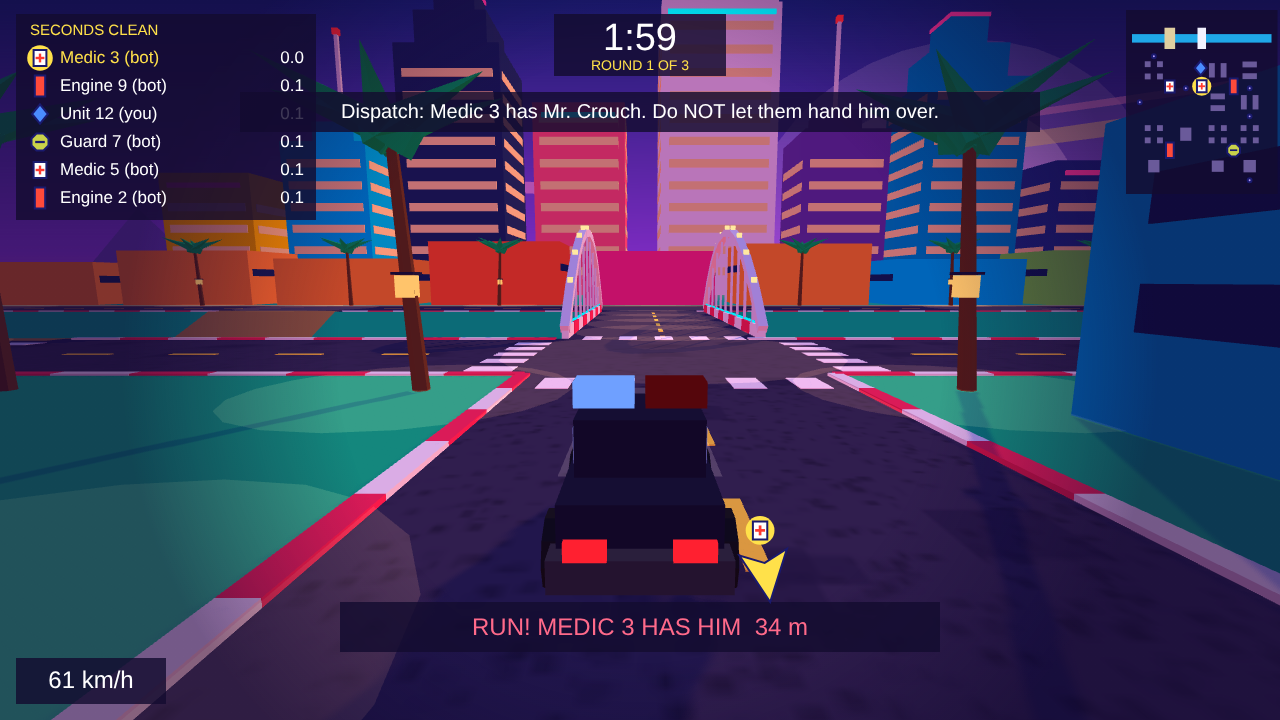 SECONDS CLEAN
Medic 3 (bot) 0.0
Engine 9 (bot) 0.1
Unit 12 (you) 0.1
Guard 7 (bot) 0.1
Medic 5 (bot) 0.1
Engine 2 (bot) 0.1
1:59
ROUND 1 OF 3
Dispatch: Medic 3 has Mr. Crouch. Do NOT let them hand him over.
RUN! MEDIC 3 HAS HIM 34 m
61 km/h